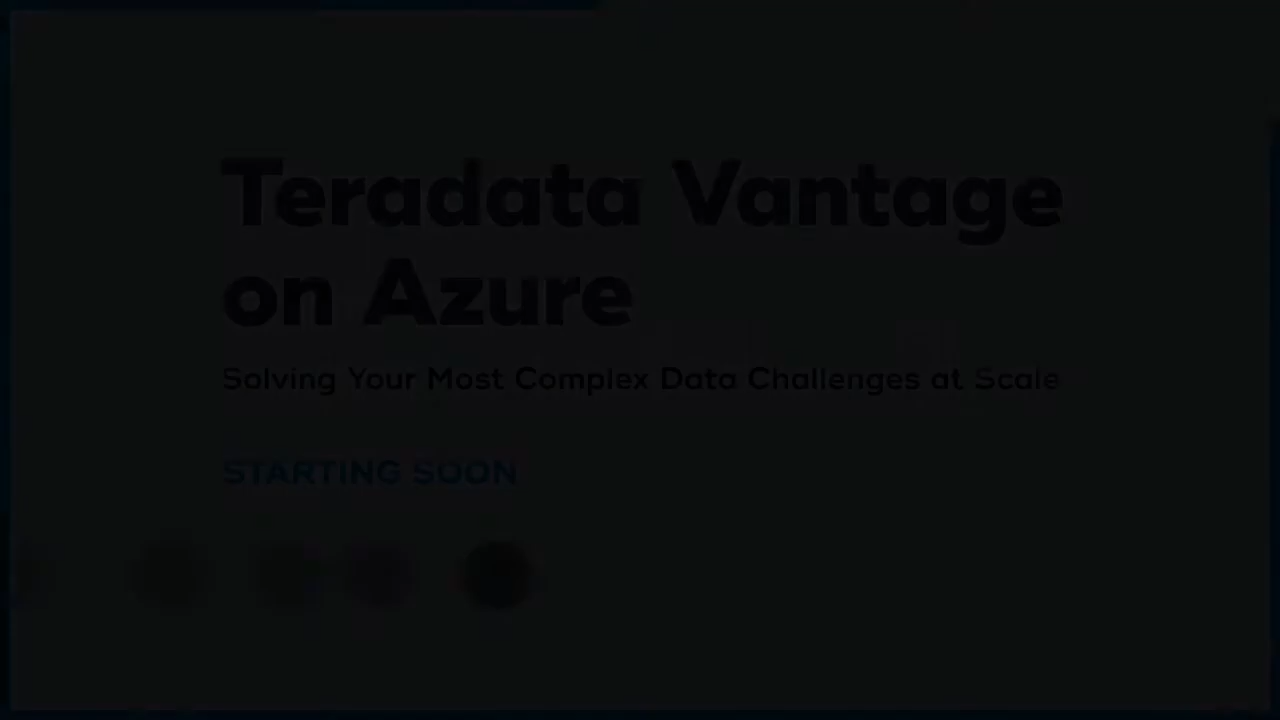 Teradata Vantage
on Azure
Solving Your Most Complex Data Challenges at Scale
STARTING SOON